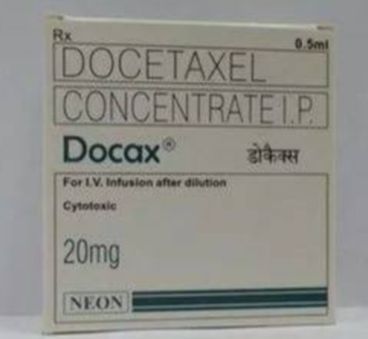 Rx
0.5ml
DOCETAXEL
CONCENTRATE I.P.
Docax® डोकैक्स
For I.V. Infusion after dilution
Cytotoxic
20mg
NEON